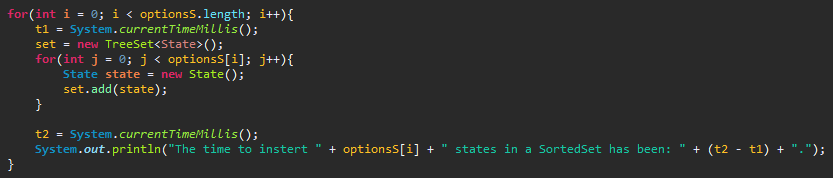 for(int i = 0; i < optionsS.length; i++){
t1 = System.currentTimeMillis();
set = new TreeSet<State>();
for(int j = 0; j < optionsS[i]; j++){
State state = new State();
set.add(state);
}
t2 = System.currentTimeMillis();
System.out.println("The time to instert " + optionsS[i] + " states in a SortedSet has been: " + (t2 - t1) + ".");
}